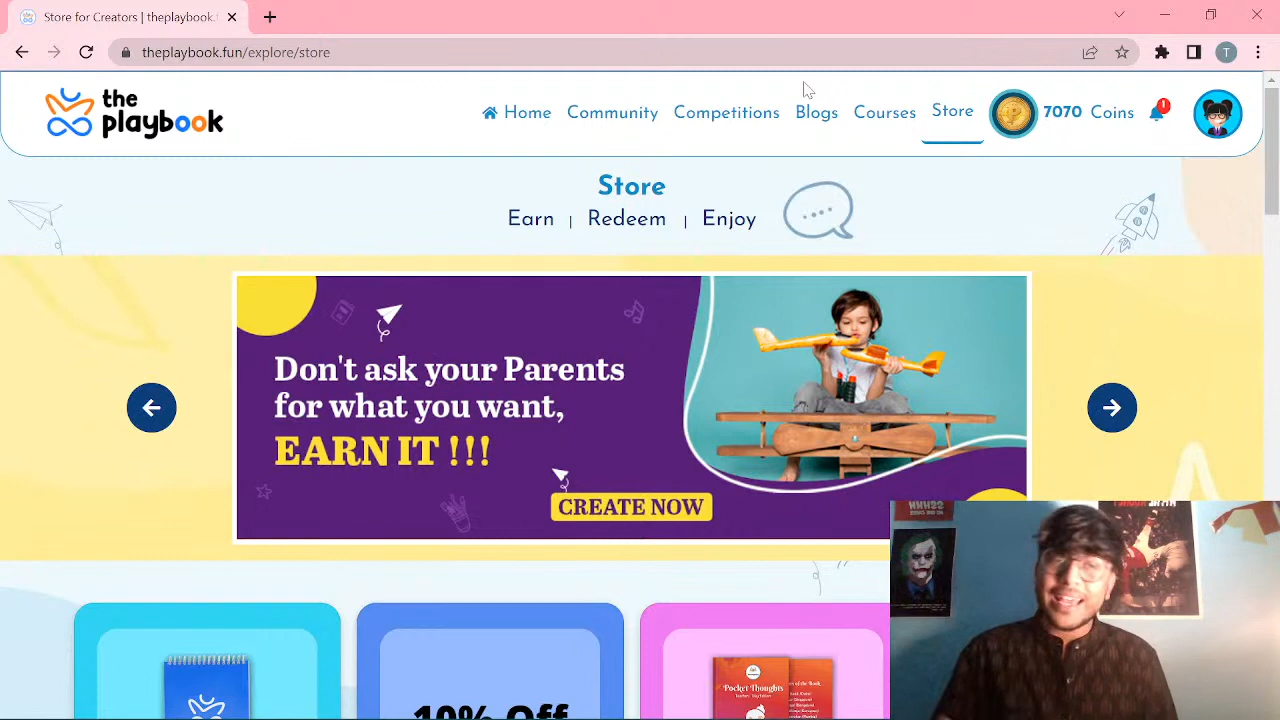 Store for Creators | theplaybook.
theplaybook.fun/explore/store
T
the
playbook
Home Community Competitions Blogs Courses Store 7070 Coins 1
Store
Earn | Redeem | Enjoy
Don't ask your Parents
for what you want,
EARN IT !!!
CREATE NOW
10% Off
Pocket Thoughts